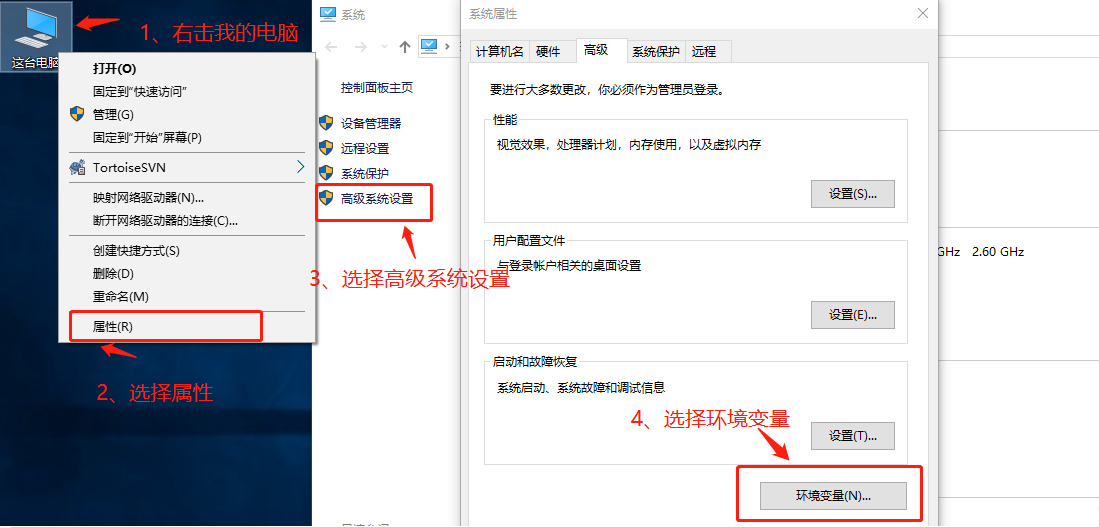 这台电脑
1、右击我的电脑
打开(O)
固定到“快速访问”
管理(G)
固定到“开始”屏幕(P)
TortoiseSVN
映射网络驱动器(N)...
断开网络驱动器的连接(C)...
创建快捷方式(S)
删除(D)
重命名(M)
属性(R)
2、选择属性
系统
控制面板主页
设备管理器
远程设置
系统保护
高级系统设置
3、选择高级系统设置
系统属性
计算机名
硬件
高级
系统保护
远程
要进行大多数更改，你必须作为管理员登录。
性能
视觉效果，处理器计划，内存使用，以及虚拟内存
设置(S)...
用户配置文件
与登录帐户相关的桌面设置
设置(E)...
启动和故障恢复
系统启动、系统故障和调试信息
4、选择环境变量
设置(T)...
环境变量(N)...
GHz 2.60 GHz